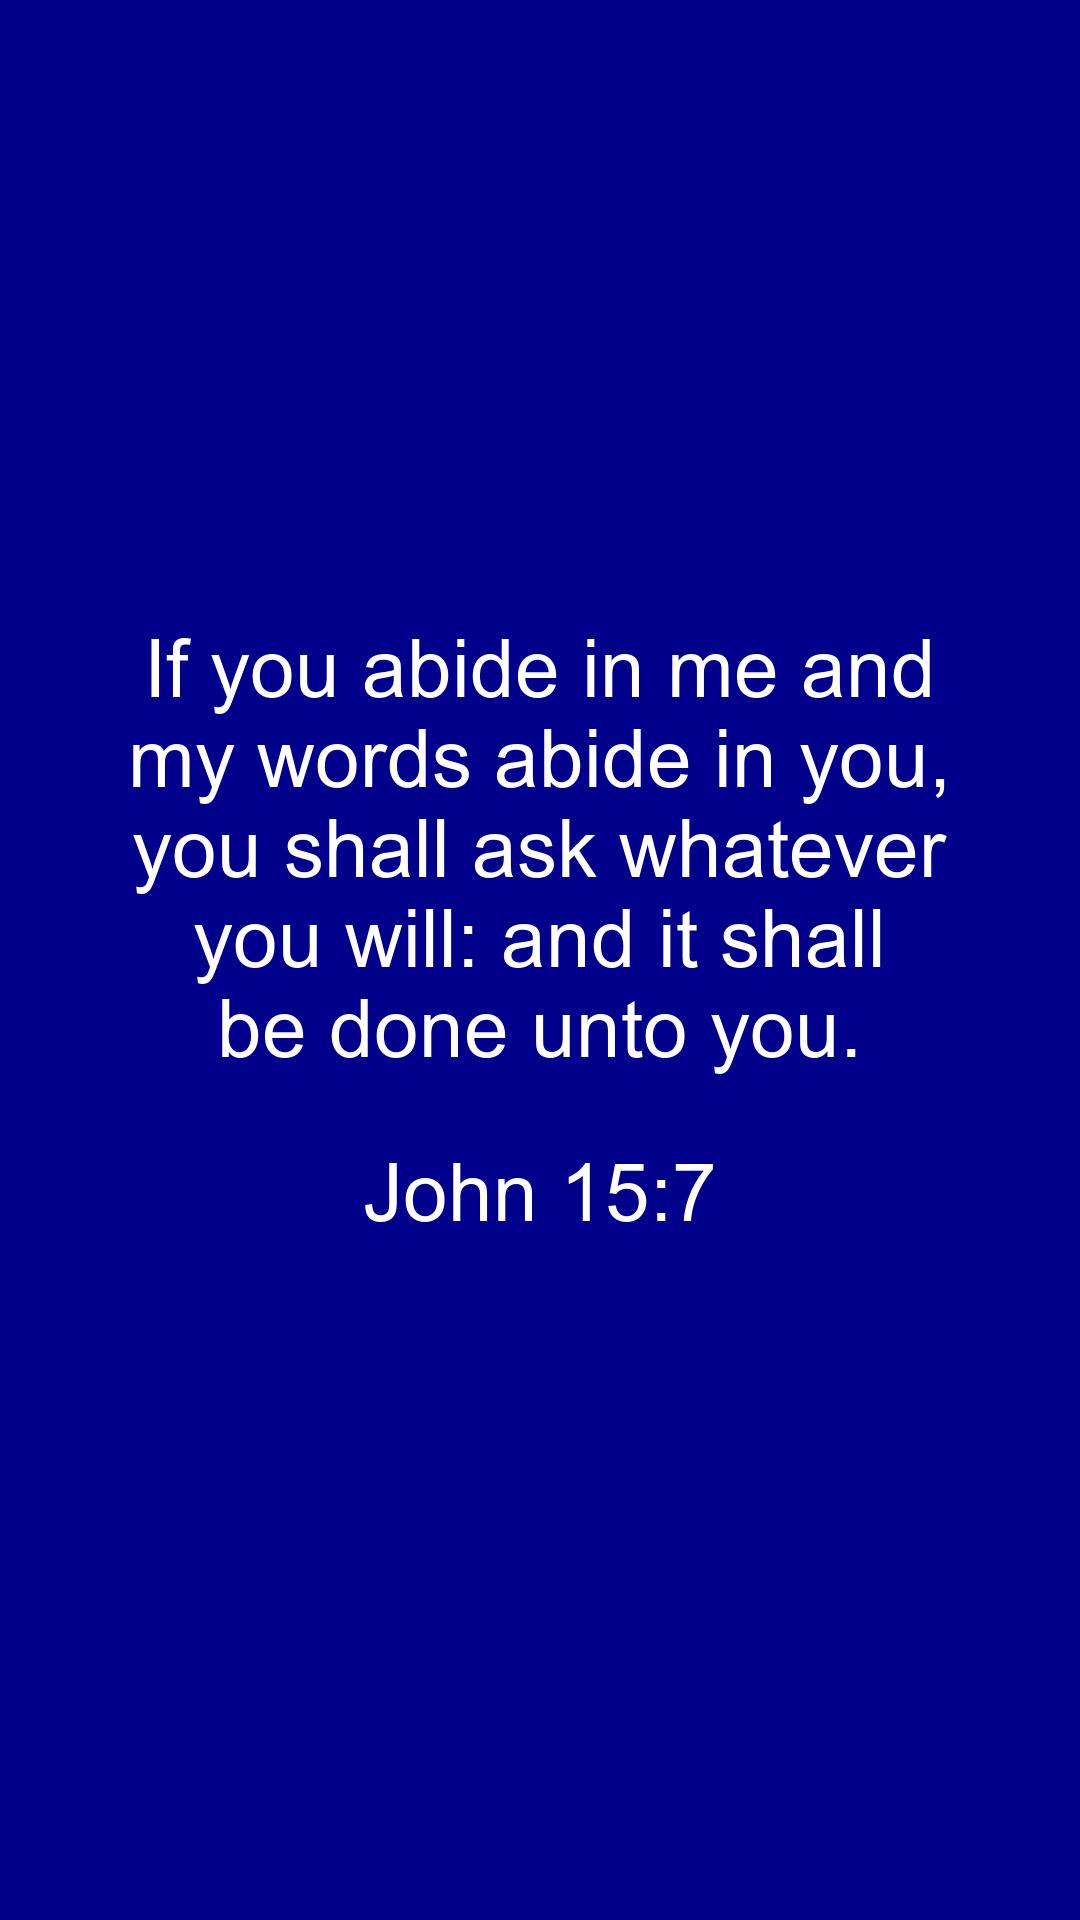 If you abide in me and
my words abide in you,
you shall ask whatever
you will: and it shall
be done unto you.
John 15:7